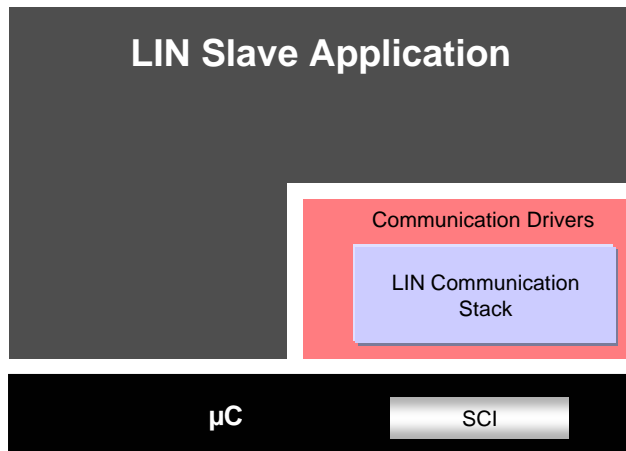 LIN Slave Application
Communication Drivers
LIN Communication
Stack
µC
SCI